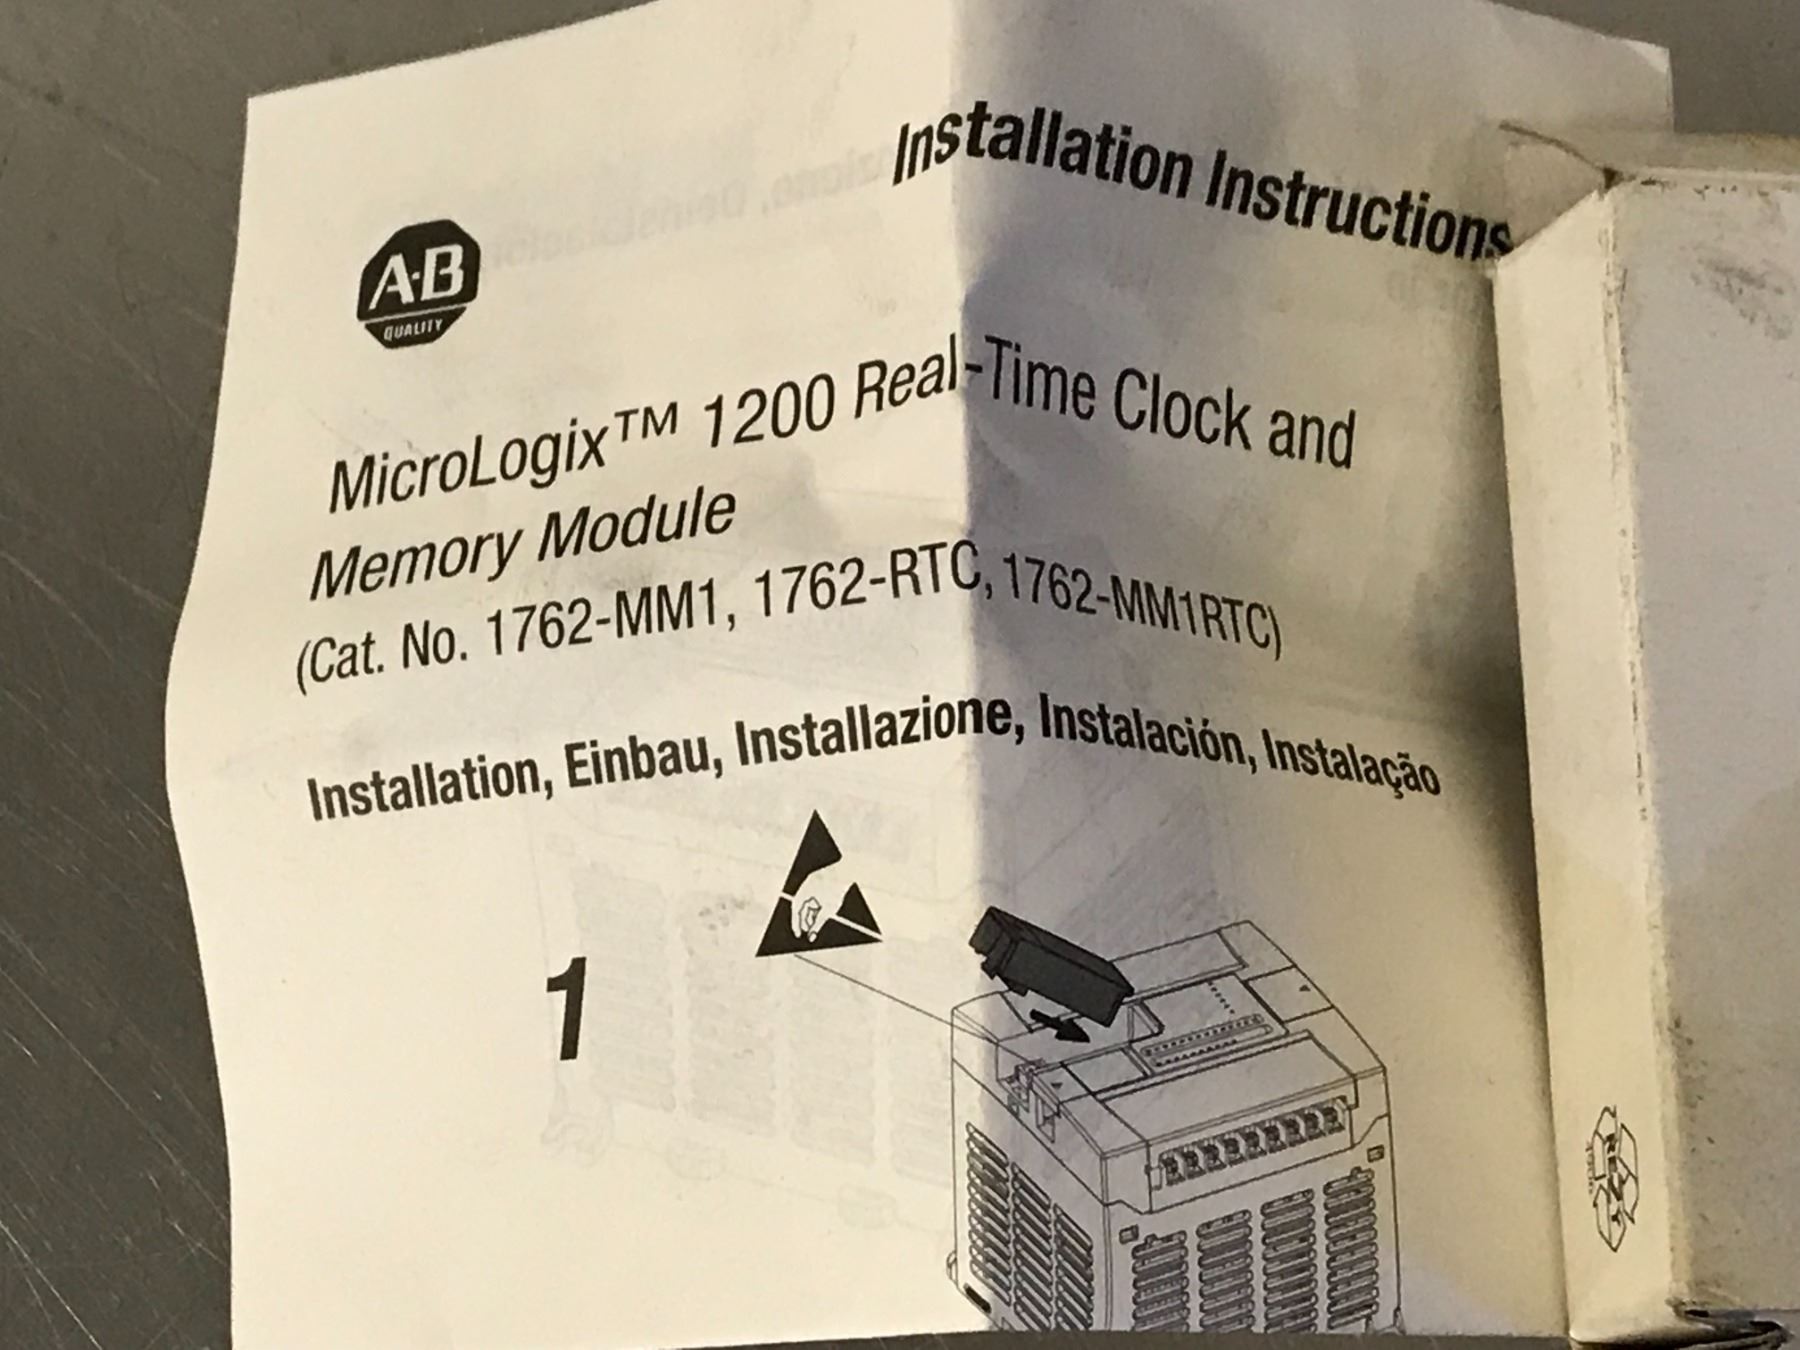 Installation Instructions
A·B
QUALITY
MicroLogix™ 1200 Real-Time Clock and
Memory Module
(Cat. No. 1762-MM1, 1762-RTC, 1762-MM1RTC)
Installation, Einbau, Installazione, Instalación, Instalação
1